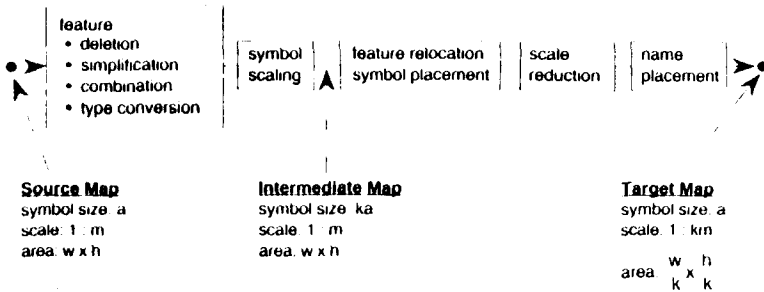 feature
• deletion
• simplification
• combination
• type conversion
symbol
scaling
feature relocation
symbol placement
scale
reduction
name
placement
Source Map
symbol size: a
scale: 1 : m
area: w x h
Intermediate Map
symbol size: ka
scale: 1 : m
area: w x h
Target Map
symbol size: a
scale: 1 : km
area: w/k x h/k